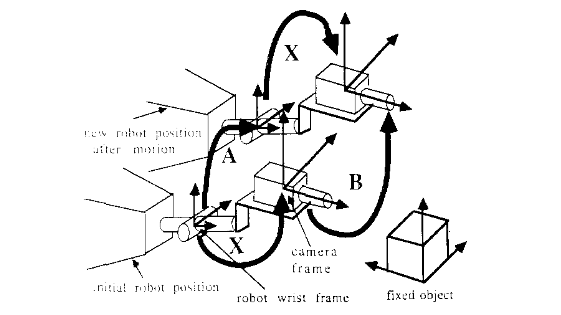 X
new robot position
after motion
A
B
X
camera
frame
initial robot position
robot wrist frame
fixed object